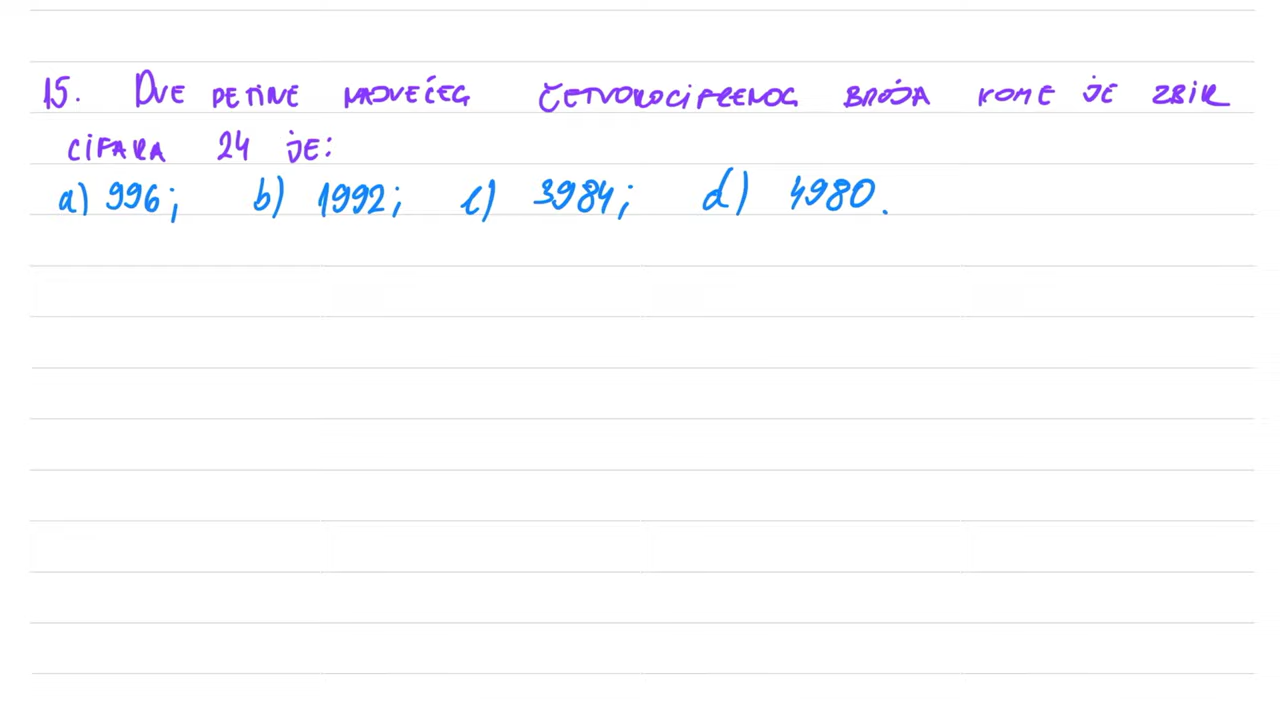 15. DVE PETINE NAJVEĆEG ČETVOROCIFRENOG BROJA KOME JE ZBIR
CIFARA 24 JE:
a) 996; b) 1992; c) 3984; d) 4980.